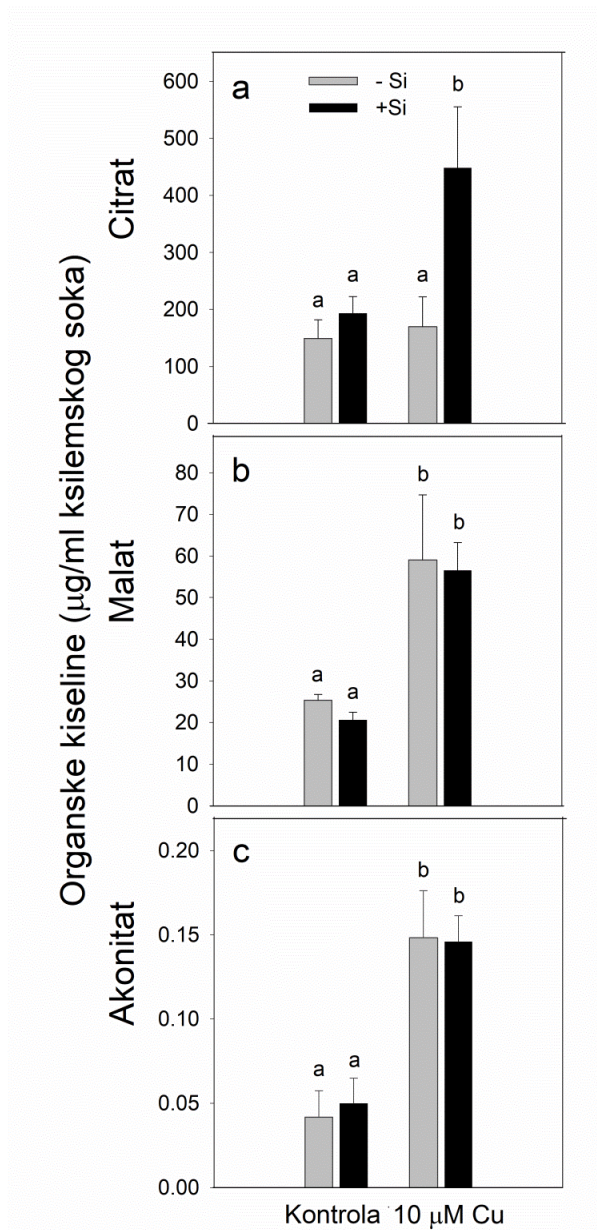 Organske kiseline (μg/ml ksilemskog soka)
Citrat
a
- Si
+Si
600
500
400
300
200
100
0
a
a
a
b
Malat
b
80
70
60
50
40
30
20
10
0
a
a
b
b
Akonitat
c
0.20
0.15
0.10
0.05
0.00
a
a
b
b
Kontrola 10 μM Cu